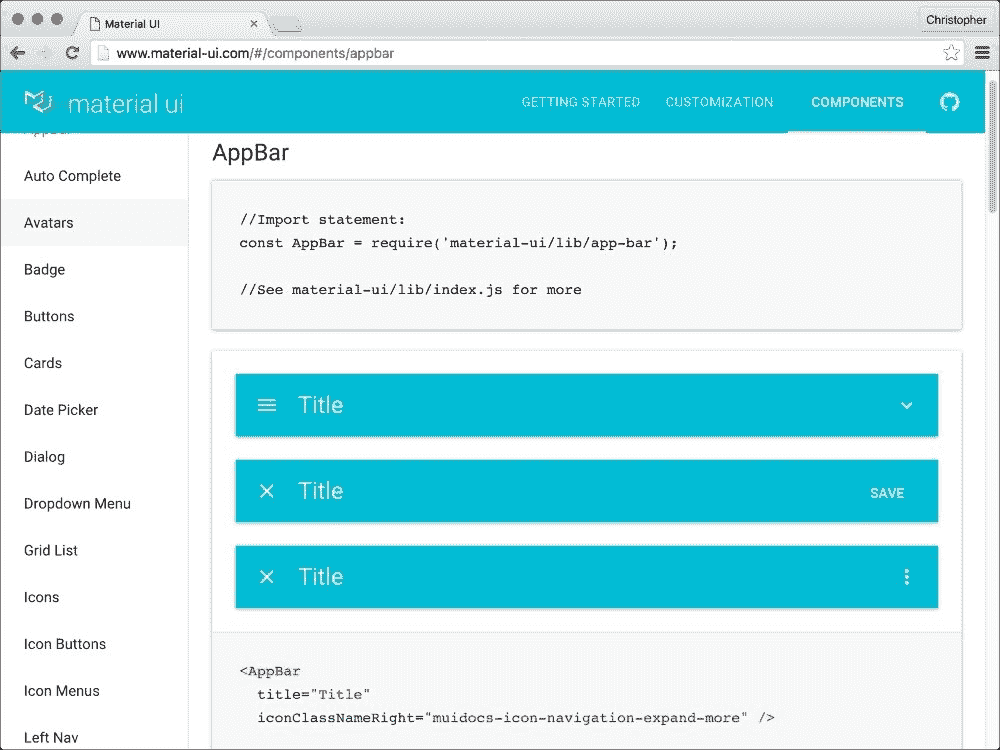 Material UI
Christopher
www.material-ui.com/#/components/appbar
material ui
GETTING STARTED
CUSTOMIZATION
COMPONENTS
AppBar
Auto Complete
Avatars
Badge
Buttons
Cards
Date Picker
Dialog
Dropdown Menu
Grid List
Icons
Icon Buttons
Icon Menus
Left Nav
AppBar
//Import statement:
const AppBar = require('material-ui/lib/app-bar');
//See material-ui/lib/index.js for more
Title
Title
SAVE
Title
<AppBar
title="Title"
iconClassNameRight="muidocs-icon-navigation-expand-more" />